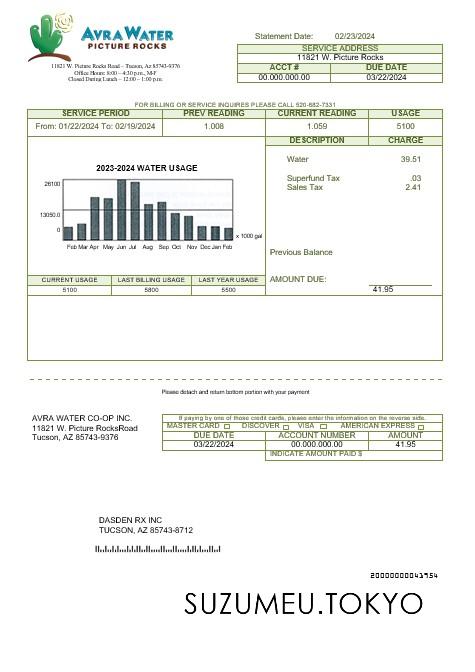 AVRA WATER
PICTURE ROCKS
11821 W. Picture Rocks Road – Tucson, AZ 85743-9376
Office Hours: 8:00 – 4:30 p.m., M-F
Closed During Lunch – 12:00 – 1:00 p.m.
Statement Date: 02/23/2024
SERVICE ADDRESS
11821 W. Picture Rocks
ACCT # DUE DATE
00.000.000.00 03/22/2024
FOR BILLING OR SERVICE INQUIRES PLEASE CALL 520-682-7331
SERVICE PERIOD PREV READING CURRENT READING USAGE
From: 01/22/2024 To: 02/19/2024 1.008 1.059 5100
DESCRIPTION CHARGE
Water 39.51
Superfund Tax .03
Sales Tax 2.41
2023-2024 WATER USAGE
26100
13050.0
0
x 1000 gal
Feb Mar Apr May Jun Jul Aug Sep Oct Nov Dec Jan Feb
Previous Balance
AMOUNT DUE:
41.95
CURRENT USAGE LAST BILLING USAGE LAST YEAR USAGE
5100 5800 5500
Please detach and return bottom portion with your payment
AVRA WATER CO-OP INC.
11821 W. Picture RocksRoad
Tucson, AZ 85743-9376
If paying by one of those credit cards, please enter the information on the reverse side.
MASTER CARD DISCOVER VISA AMERICAN EXPRESS
DUE DATE ACCOUNT NUMBER AMOUNT
03/22/2024 00.000.000.00 41.95
INDICATE AMOUNT PAID $
DASDEN RX INC
TUCSON, AZ 85743-8712
SUZUMEU.TOKYO